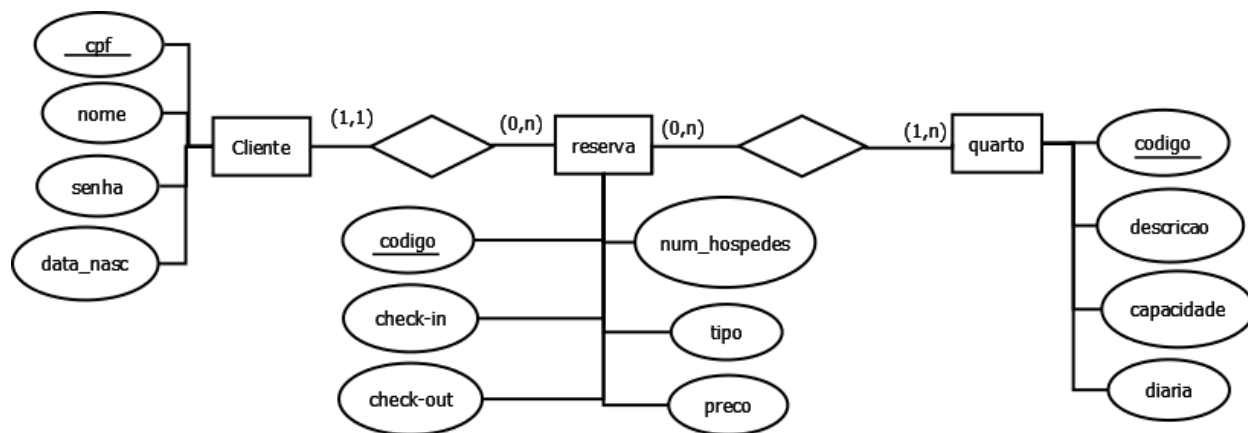 cpf
nome
senha
data_nasc
Cliente
(1,1)
(0,n)
reserva
(0,n)
(1,n)
quarto
codigo
check-in
check-out
num_hospedes
tipo
preco
codigo
descricao
capacidade
diaria